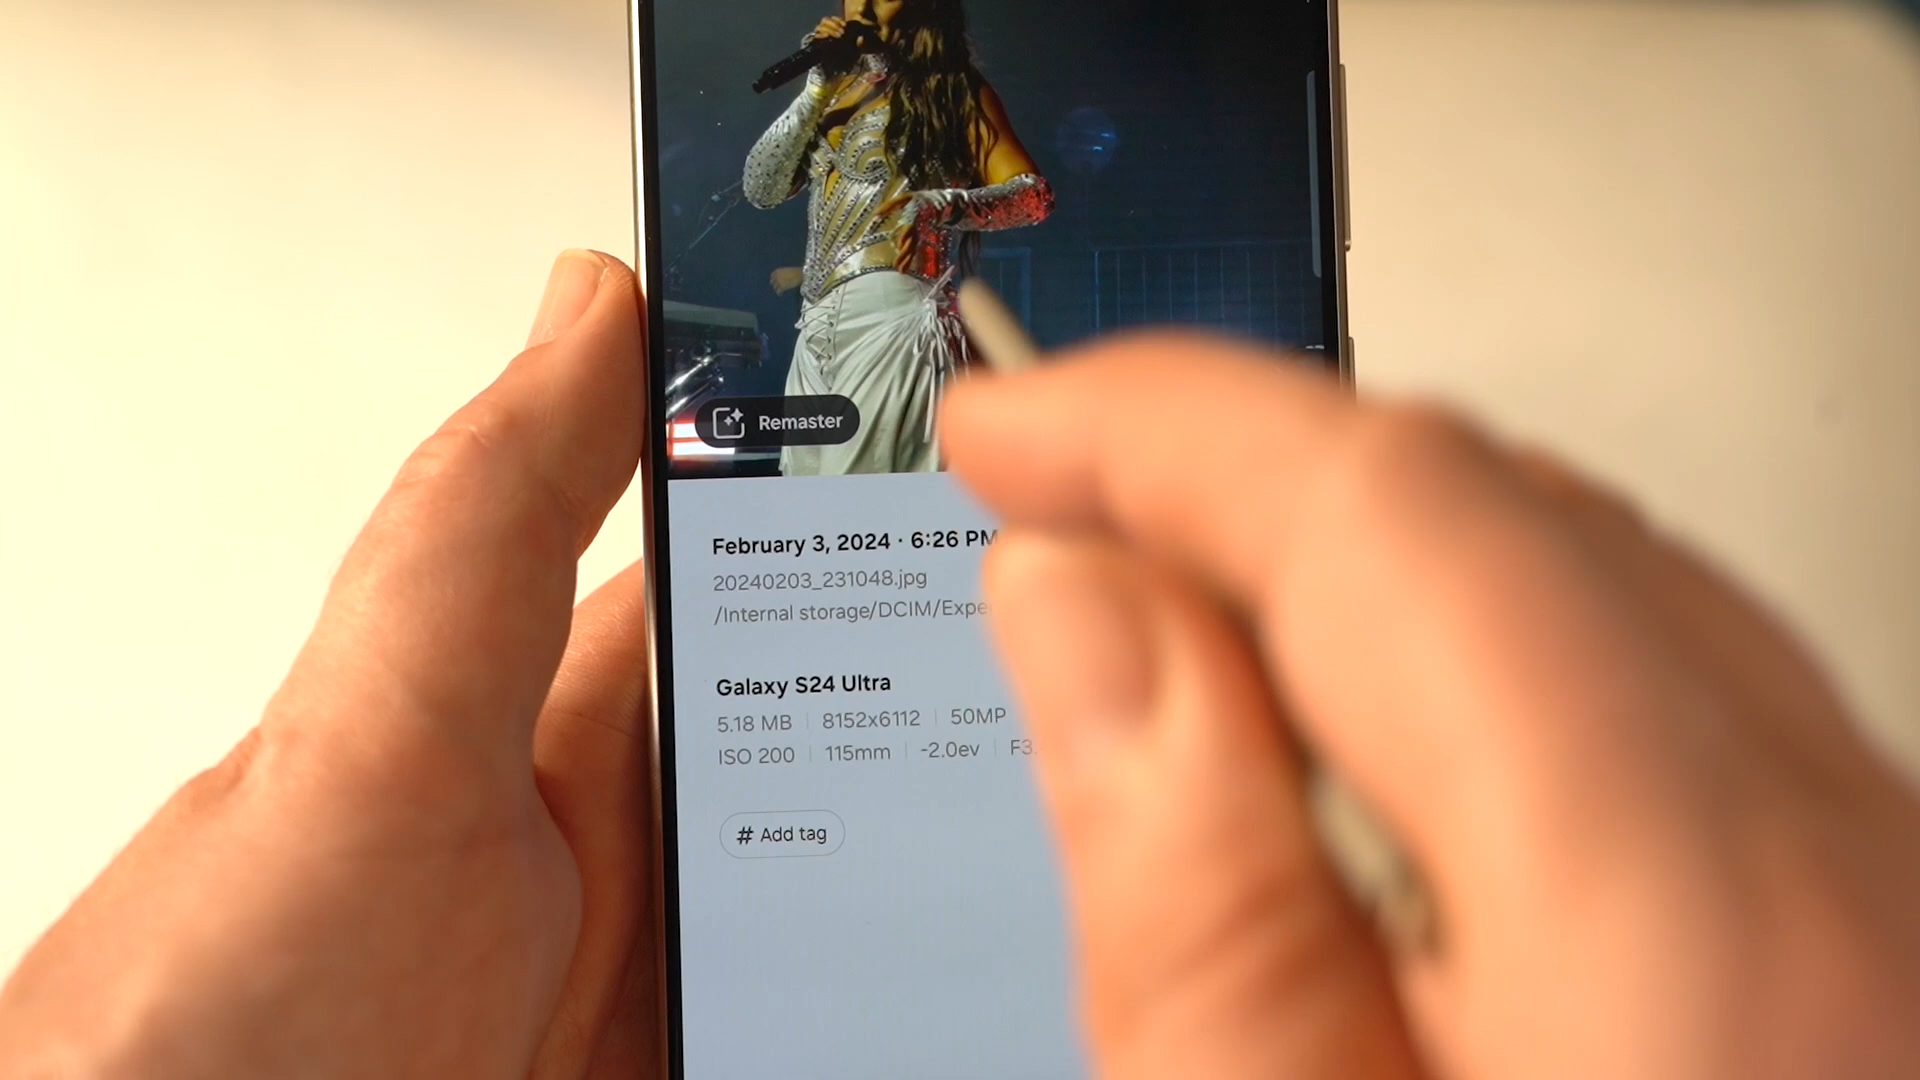 Remaster
February 3, 2024 · 6:26 PM
20240203_231048.jpg
/Internal storage/DCIM/Expe
Galaxy S24 Ultra
5.18 MB | 8152x6112 | 50MP
ISO 200 | 115mm | -2.0ev | F3.
# Add tag